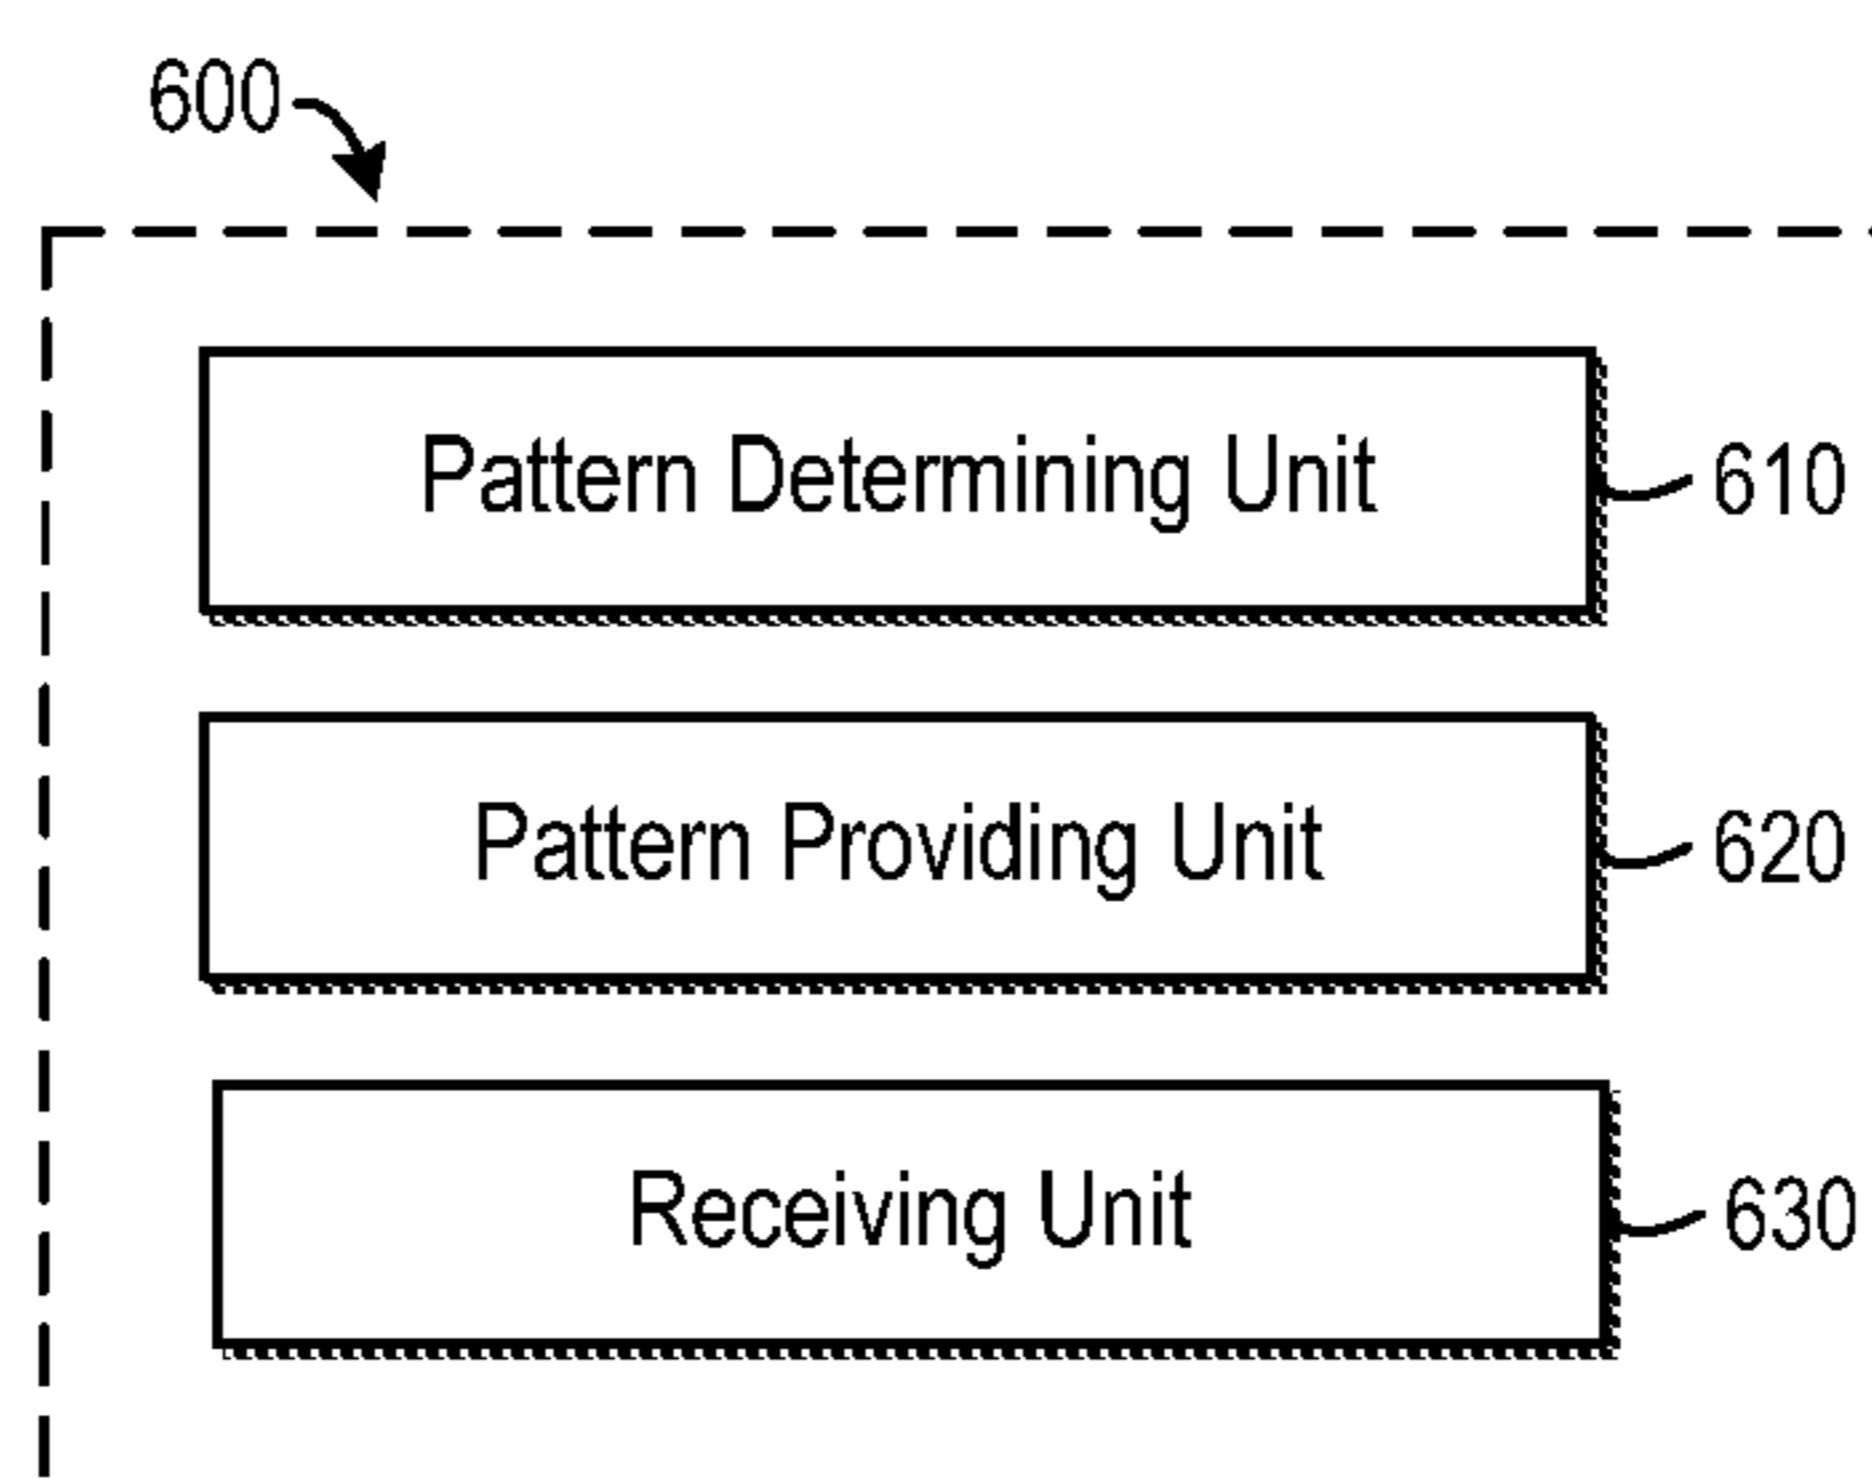 600
Pattern Determining Unit 610
Pattern Providing Unit 620
Receiving Unit 630